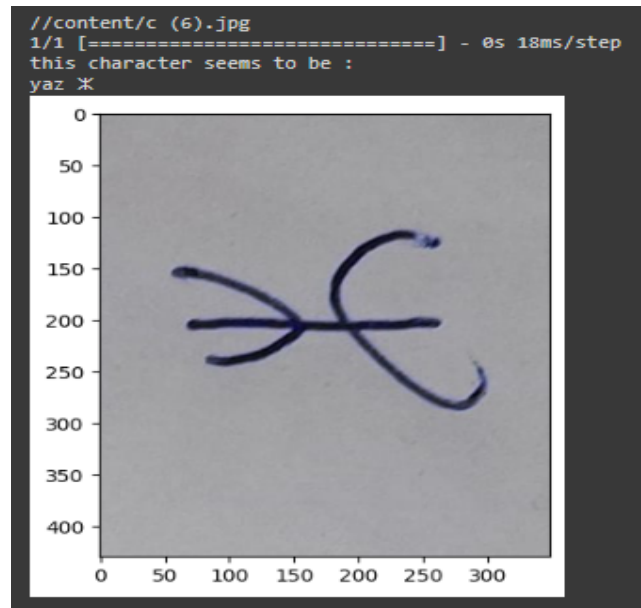 //content/c (6).jpg
1/1 [==============================] - 0s 18ms/step
this character seems to be :
yaz ⵣ
0
50
100
150
200
250
300
350
400
0 50 100 150 200 250 300